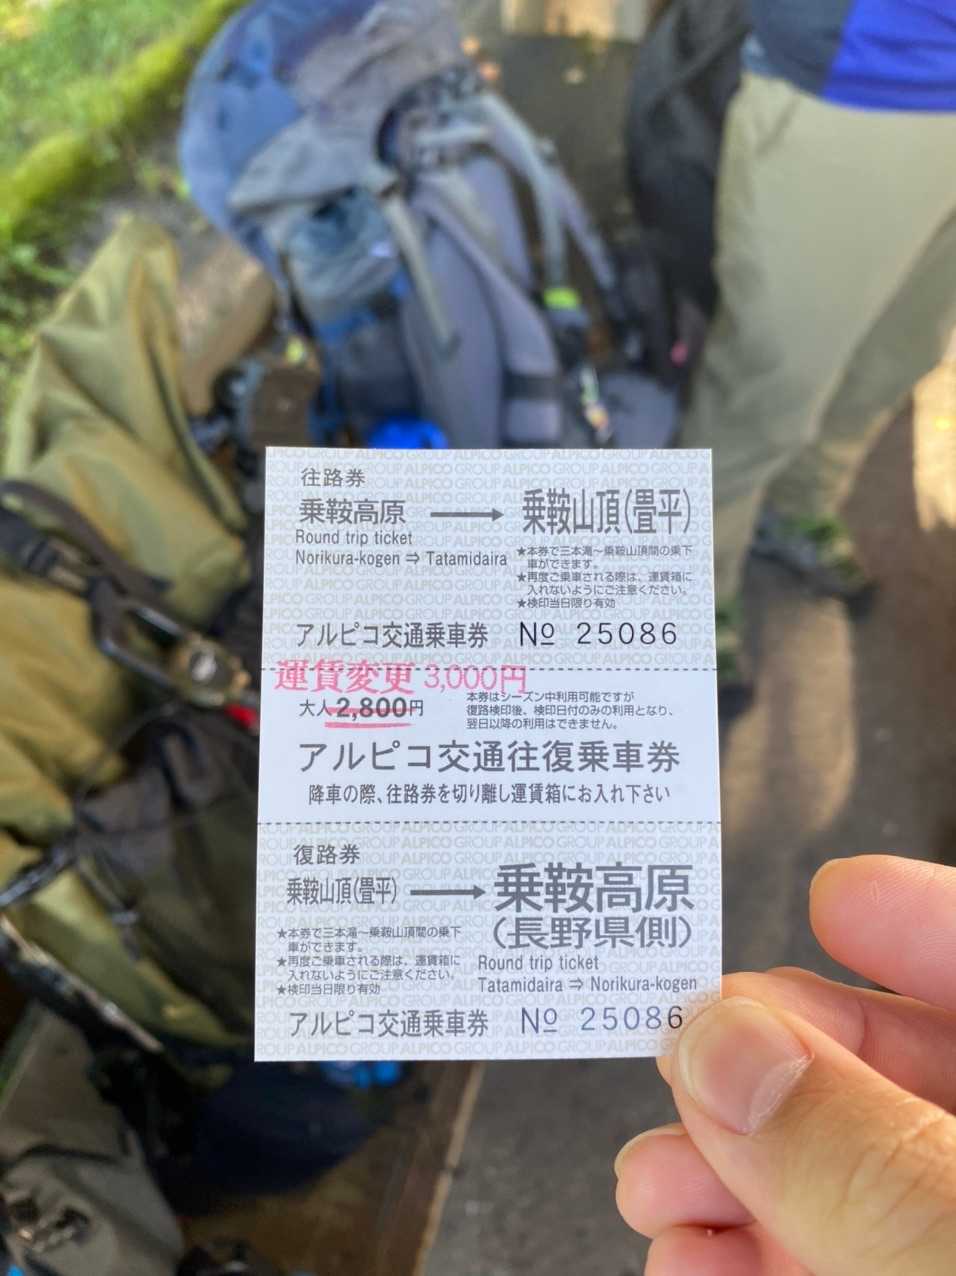 往路券
乗鞍高原 → 乗鞍山頂(畳平)
Round trip ticket
Norikura-kogen ⇒ Tatamidaira
★本券で三本滝〜乗鞍山頂間の乗下
車ができます。
★再度ご乗車される際は、運賃箱に
入れないようにご注意ください。
★検印当日限り有効
アルピコ交通乗車券 № 25086
運賃変更 3,000円
大人 2,800円
本券はシーズン中利用可能ですが
復路検印後、検印日付のみの利用となり、
翌日以降の利用はできません。
アルピコ交通往復乗車券
降車の際、往路券を切り離し運賃箱にお入れ下さい
復路券
乗鞍山頂(畳平) → 乗鞍高原
(長野県側)
★本券で三本滝〜乗鞍山頂間の乗下
車ができます。
★再度ご乗車される際は、運賃箱に
入れないようにご注意ください。
★検印当日限り有効
Round trip ticket
Tatamidaira ⇒ Norikura-kogen
アルピコ交通乗車券 № 25086
ALPICO GROUP